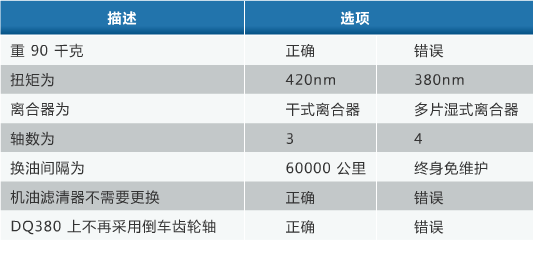 描述 选项
重 90 千克 正确 错误
扭矩为 420nm 380nm
离合器为 干式离合器 多片湿式离合器
轴数为 3 4
换油间隔为 60000 公里 终身免维护
机油滤清器不需要更换 正确 错误
DQ380 上不再采用倒车齿轮轴 正确 错误